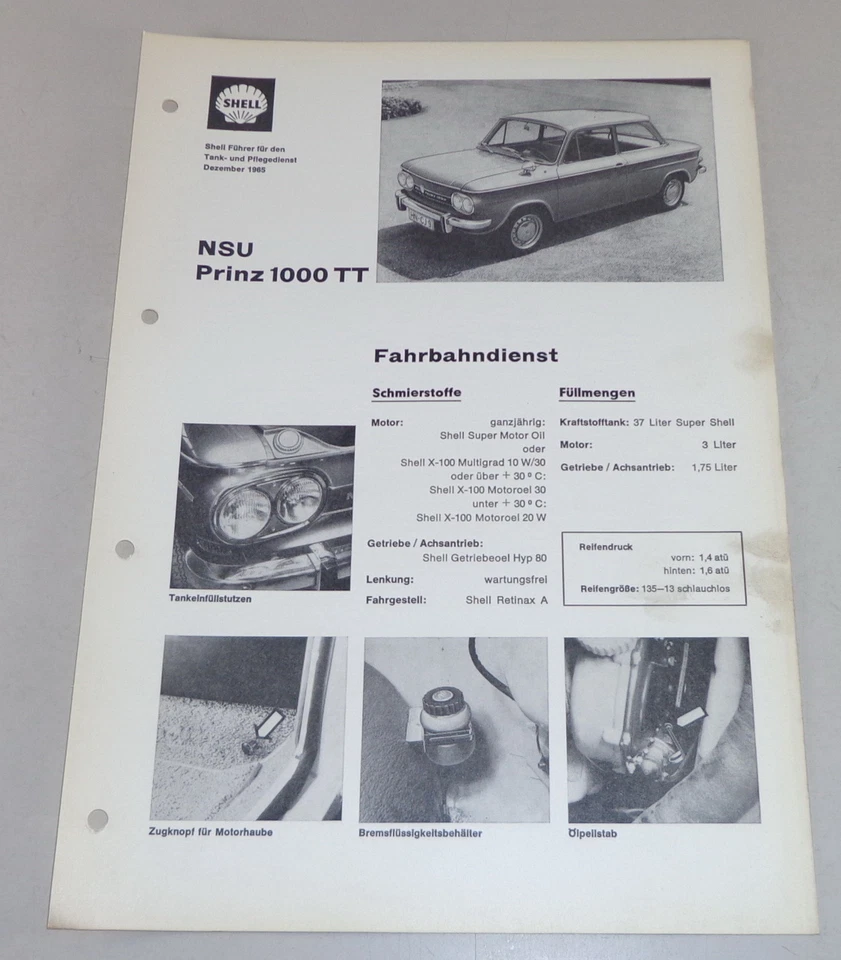 SHELL
Shell Führer für den
Tank- und Pflegedienst
Dezember 1965
NSU
Prinz 1000 TT
Fahrbahndienst
Schmierstoffe
Motor: ganzjährig:
Shell Super Motor Oil
oder
Shell X-100 Multigrad 10 W/30
oder über + 30 º C:
Shell X-100 Motoroel 30
unter + 30 º C:
Shell X-100 Motoroel 20 W
Getriebe / Achsantrieb:
Shell Getriebeoel Hyp 80
Lenkung: wartungsfrei
Fahrgestell: Shell Retinax A
Füllmengen
Kraftstofftank: 37 Liter Super Shell
Motor: 3 Liter
Getriebe / Achsantrieb: 1,75 Liter
Reifendruck
vorn: 1,4 atü
hinten: 1,6 atü
Reifengröße: 135—13 schlauchlos
Tankeinfüllstutzen
Zugknopf für Motorhaube
Bremsflüssigkeitsbehälter
Ölpeilstab